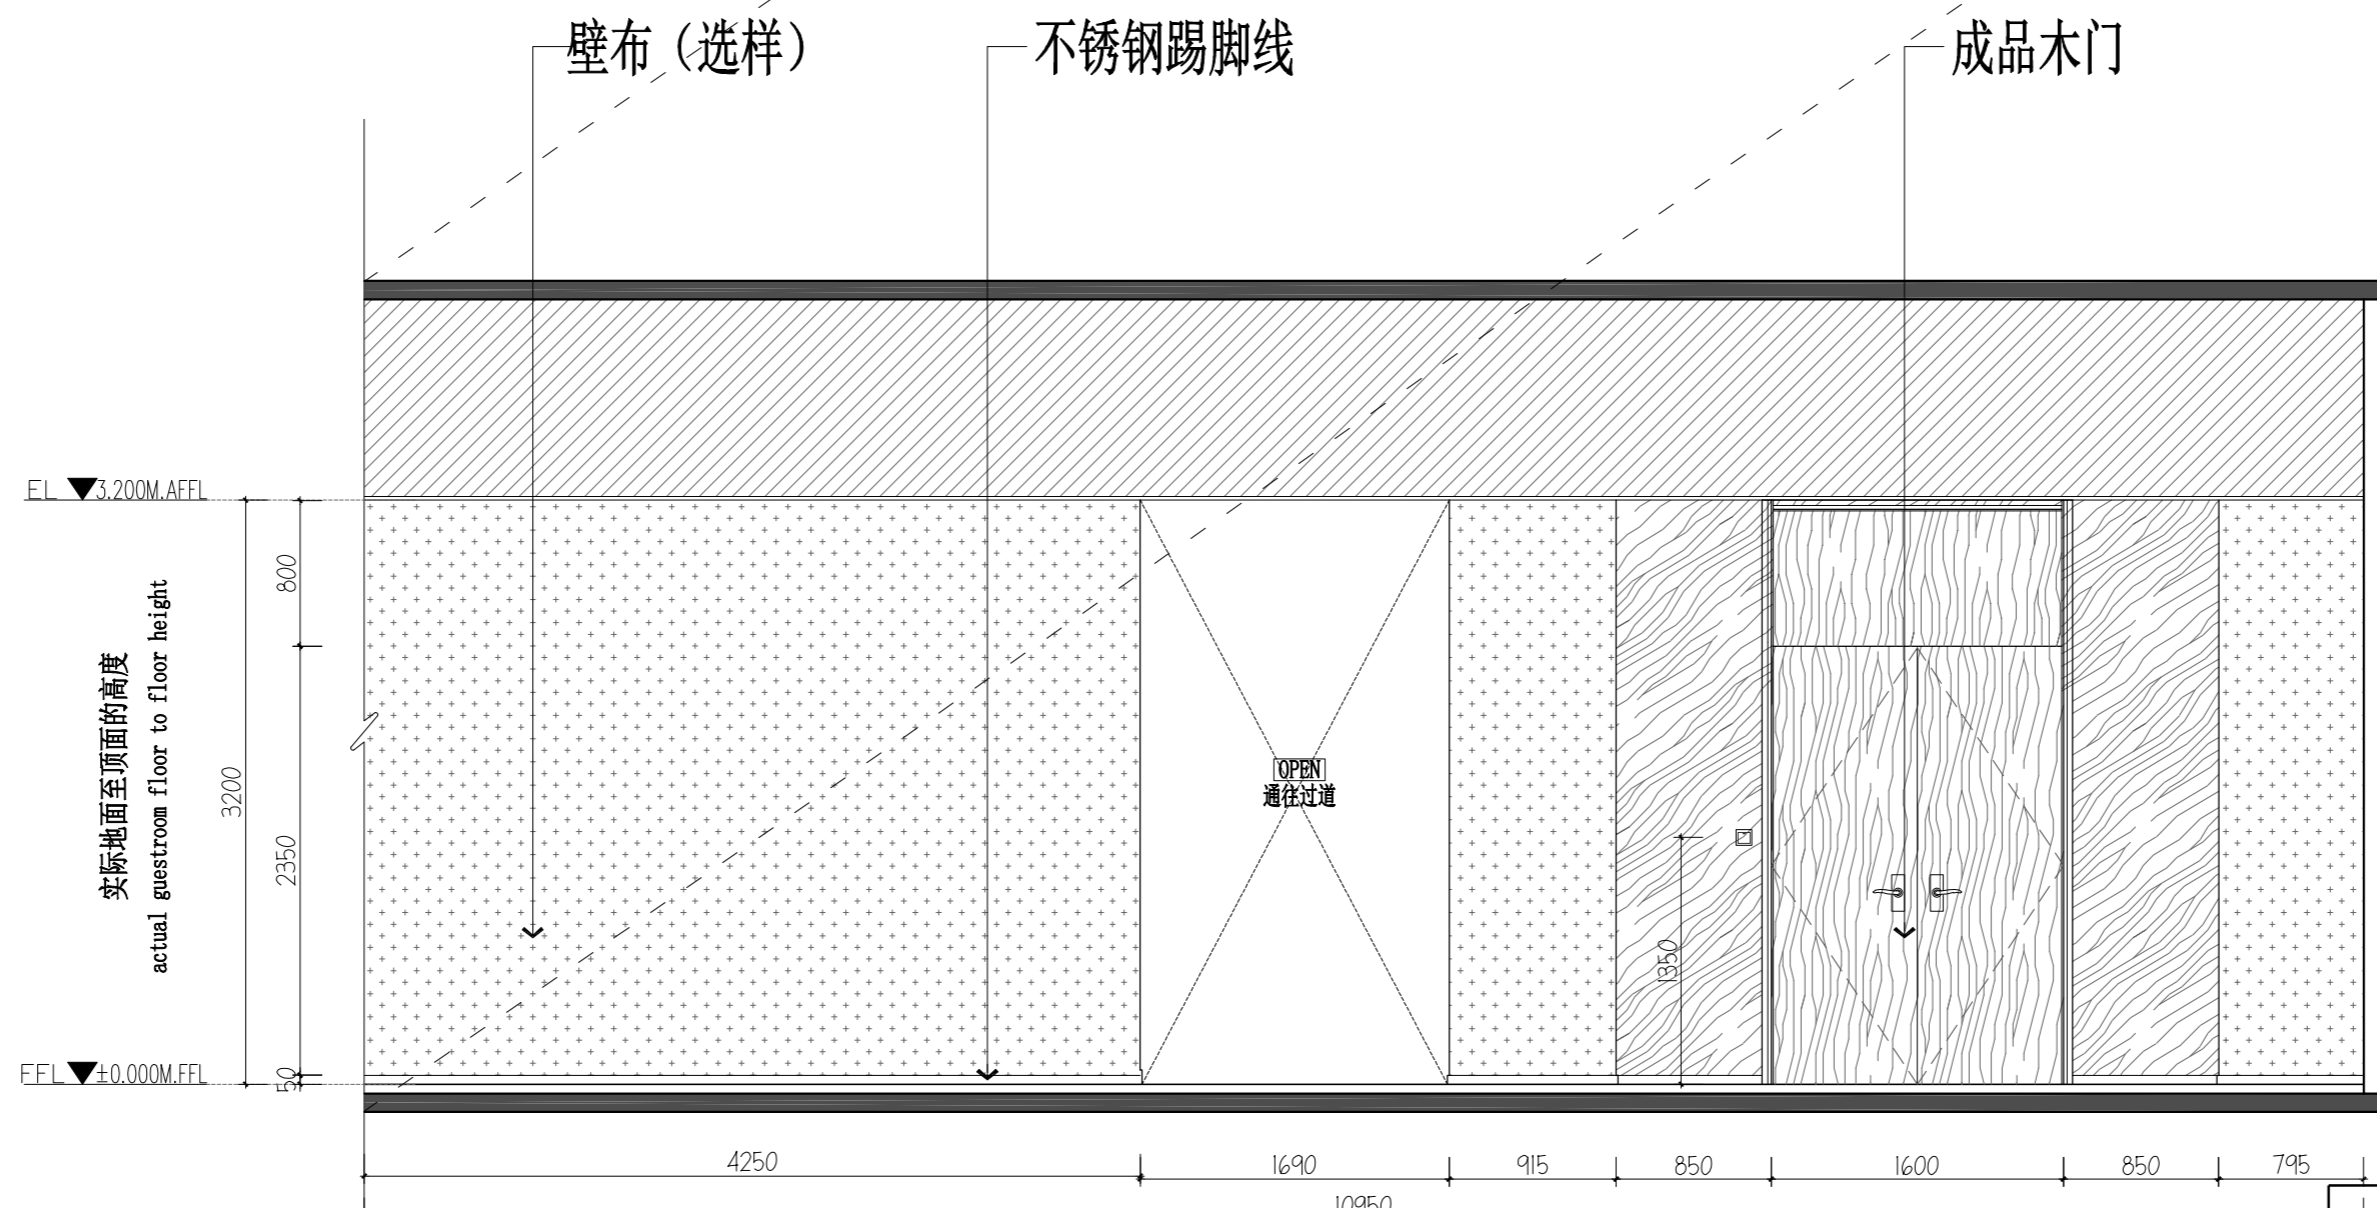 壁布（选样）
不锈钢踢脚线
成品木门
EL 3.200M.AFFL
800
3200
2350
50
实际地面至顶面的高度
actual guestroom floor to floor height
OPEN
通往过道
1350
FFL ±0.000M.FFL
4250
1690
915
850
1600
850
795
10950